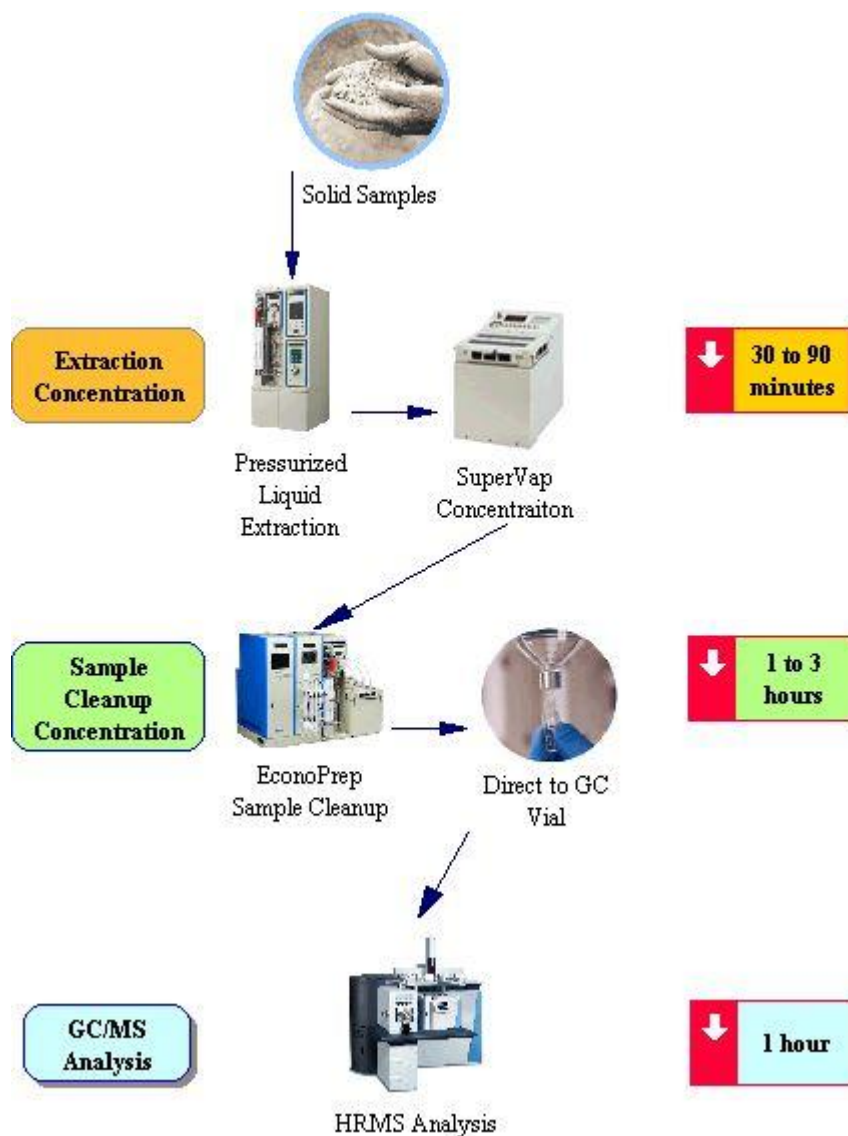 Solid Samples
Extraction
Concentration
30 to 90
minutes
Pressurized
Liquid
Extraction
SuperVap
Concentraiton
Sample
Cleanup
Concentration
1 to 3
hours
EconoPrep
Sample Cleanup
Direct to GC
Vial
GC/MS
Analysis
1 hour
HRMS Analysis